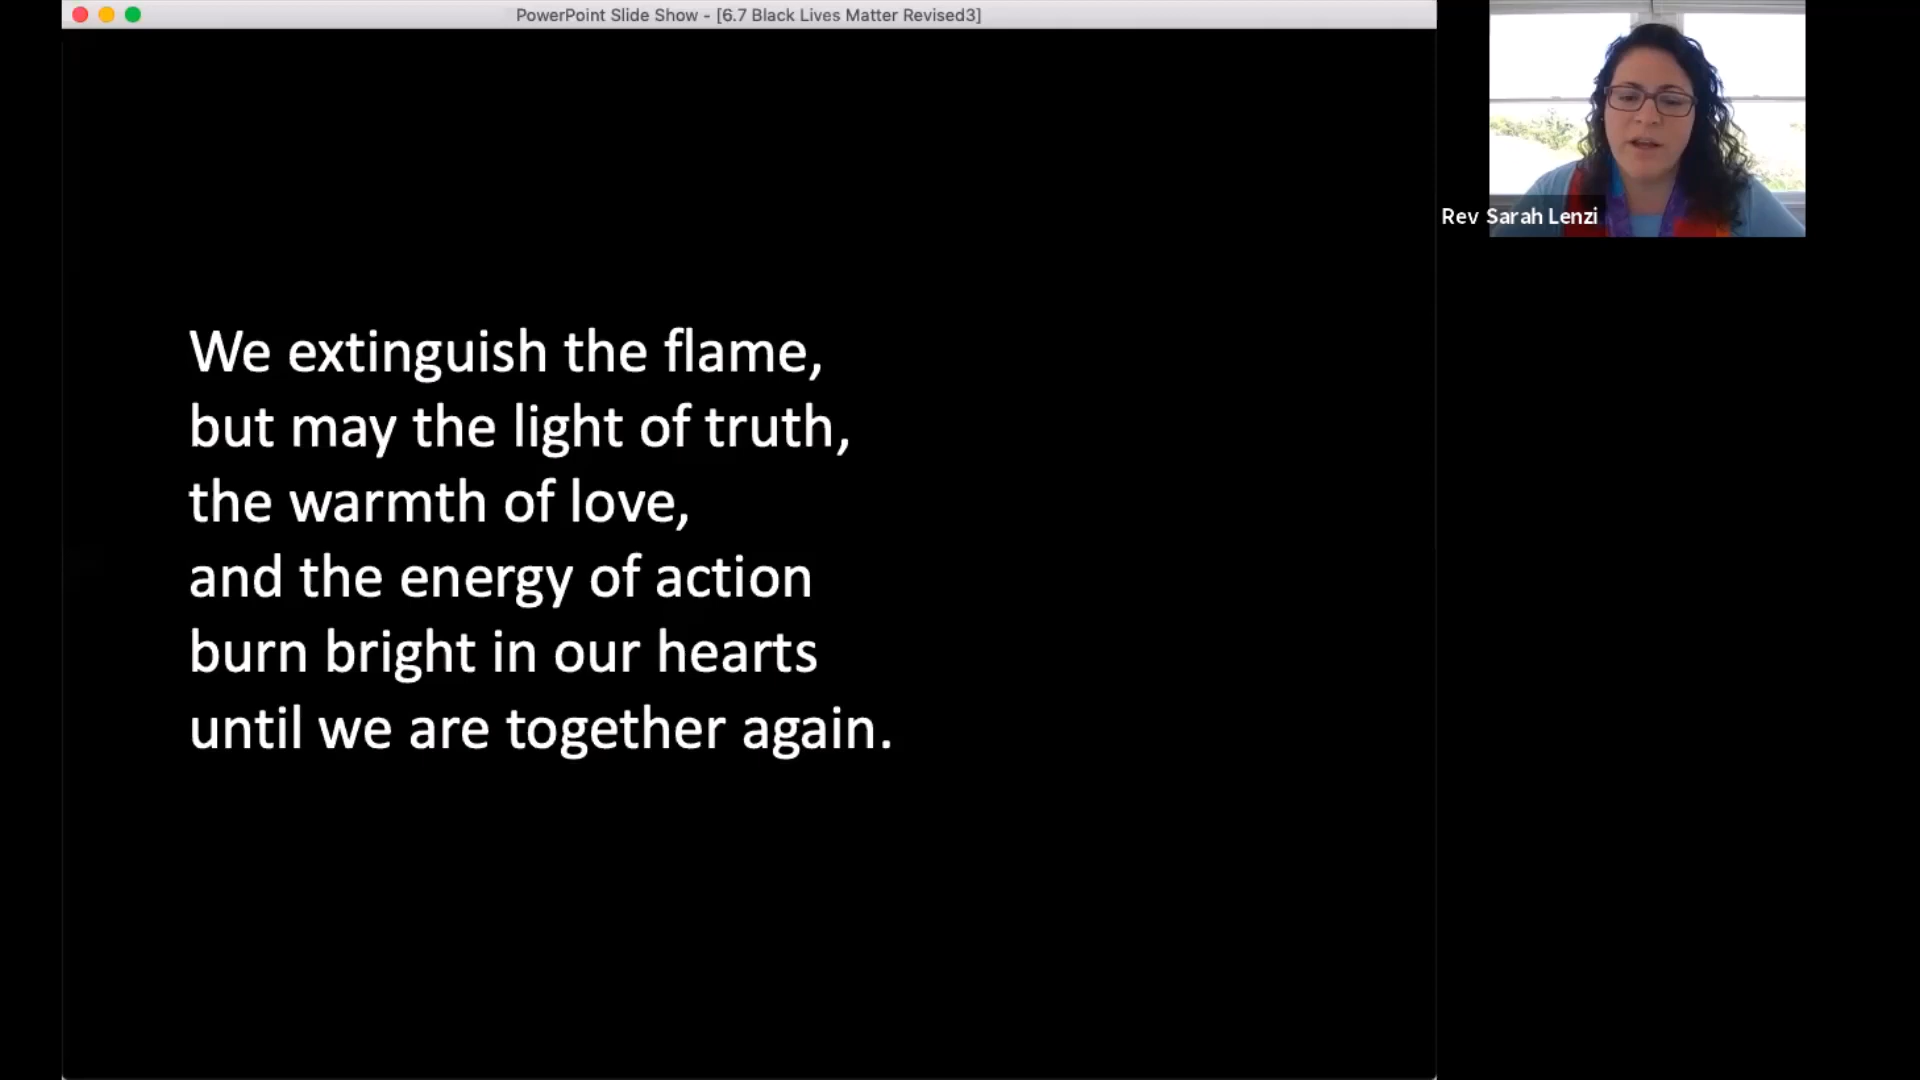 PowerPoint Slide Show - [6.7 Black Lives Matter Revised3]
Rev Sarah Lenzi
We extinguish the flame,
but may the light of truth,
the warmth of love,
and the energy of action
burn bright in our hearts
until we are together again.